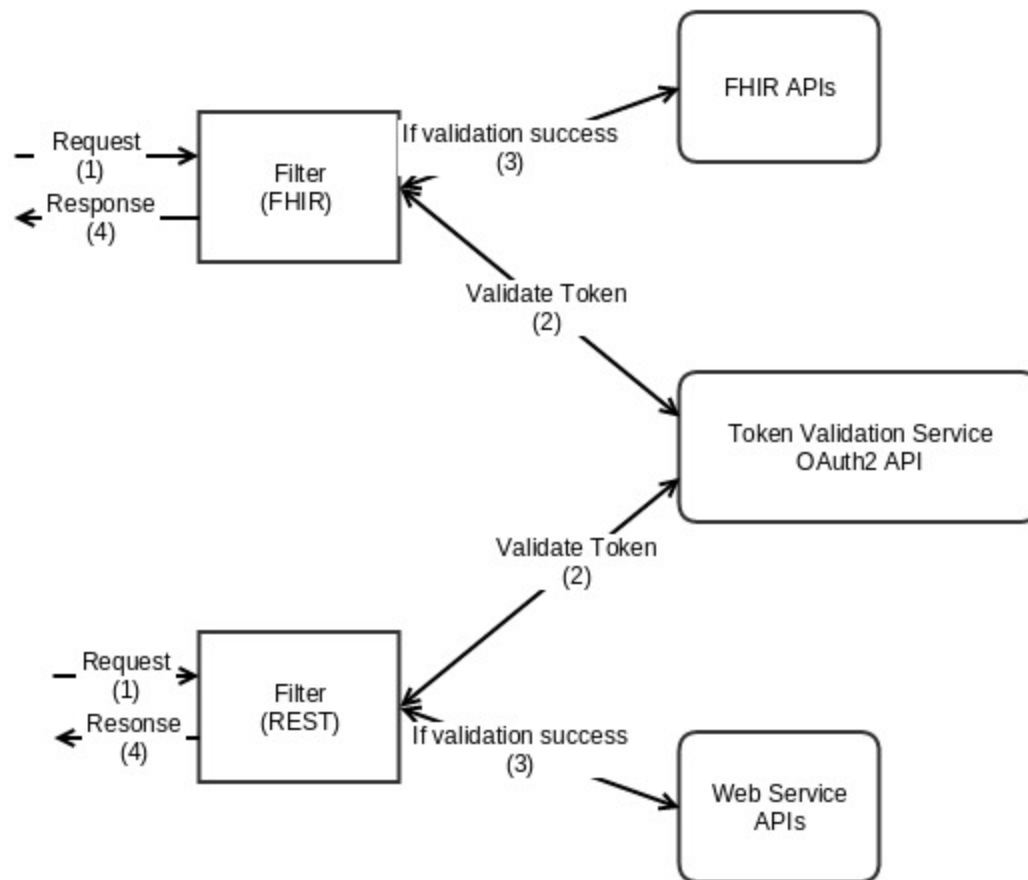 FHIR APIs
Request
(1)
If validation success
(3)
Filter
(FHIR)
Response
(4)
Validate Token
(2)
Token Validation Service
OAuth2 API
Validate Token
(2)
Request
(1)
Filter
(REST)
Resonse
(4)
If validation success
(3)
Web Service
APIs